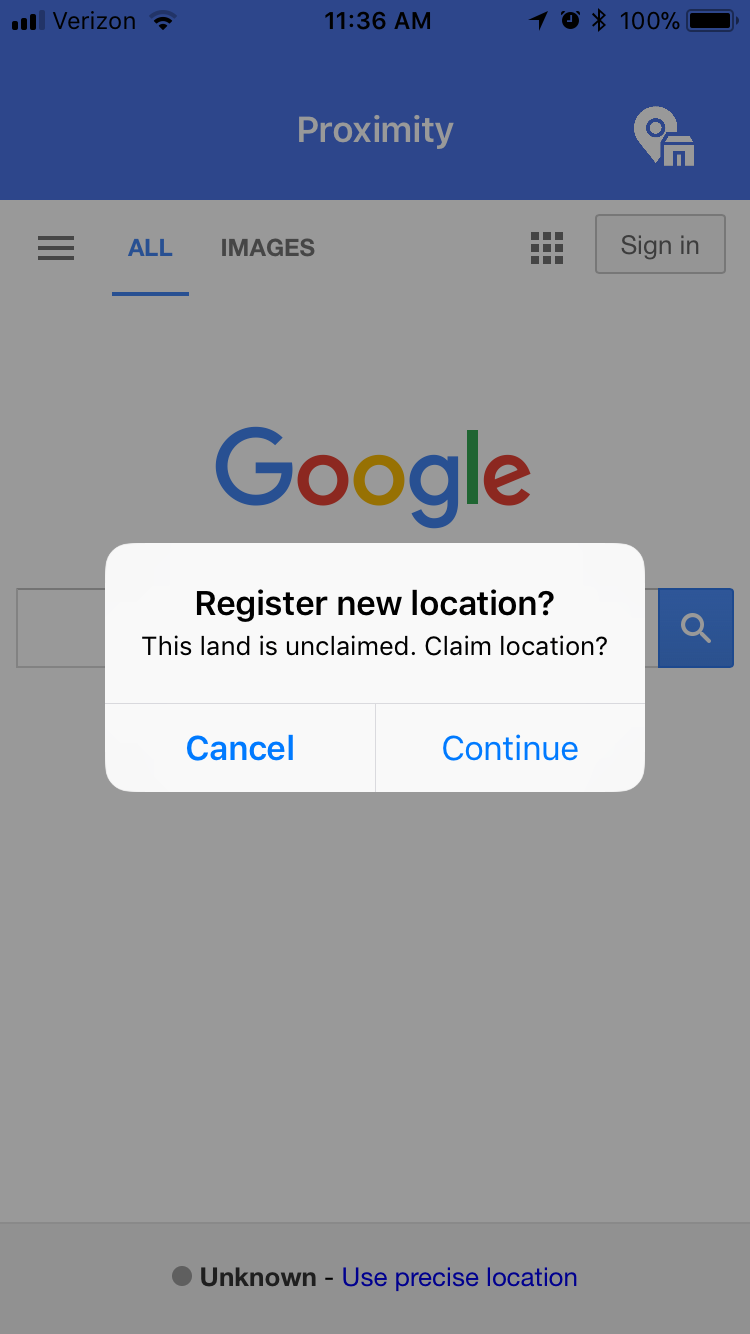 Verizon 11:36 AM 100%
Proximity
ALL IMAGES Sign in
Google
Register new location?
This land is unclaimed. Claim location?
Cancel Continue
Unknown - Use precise location